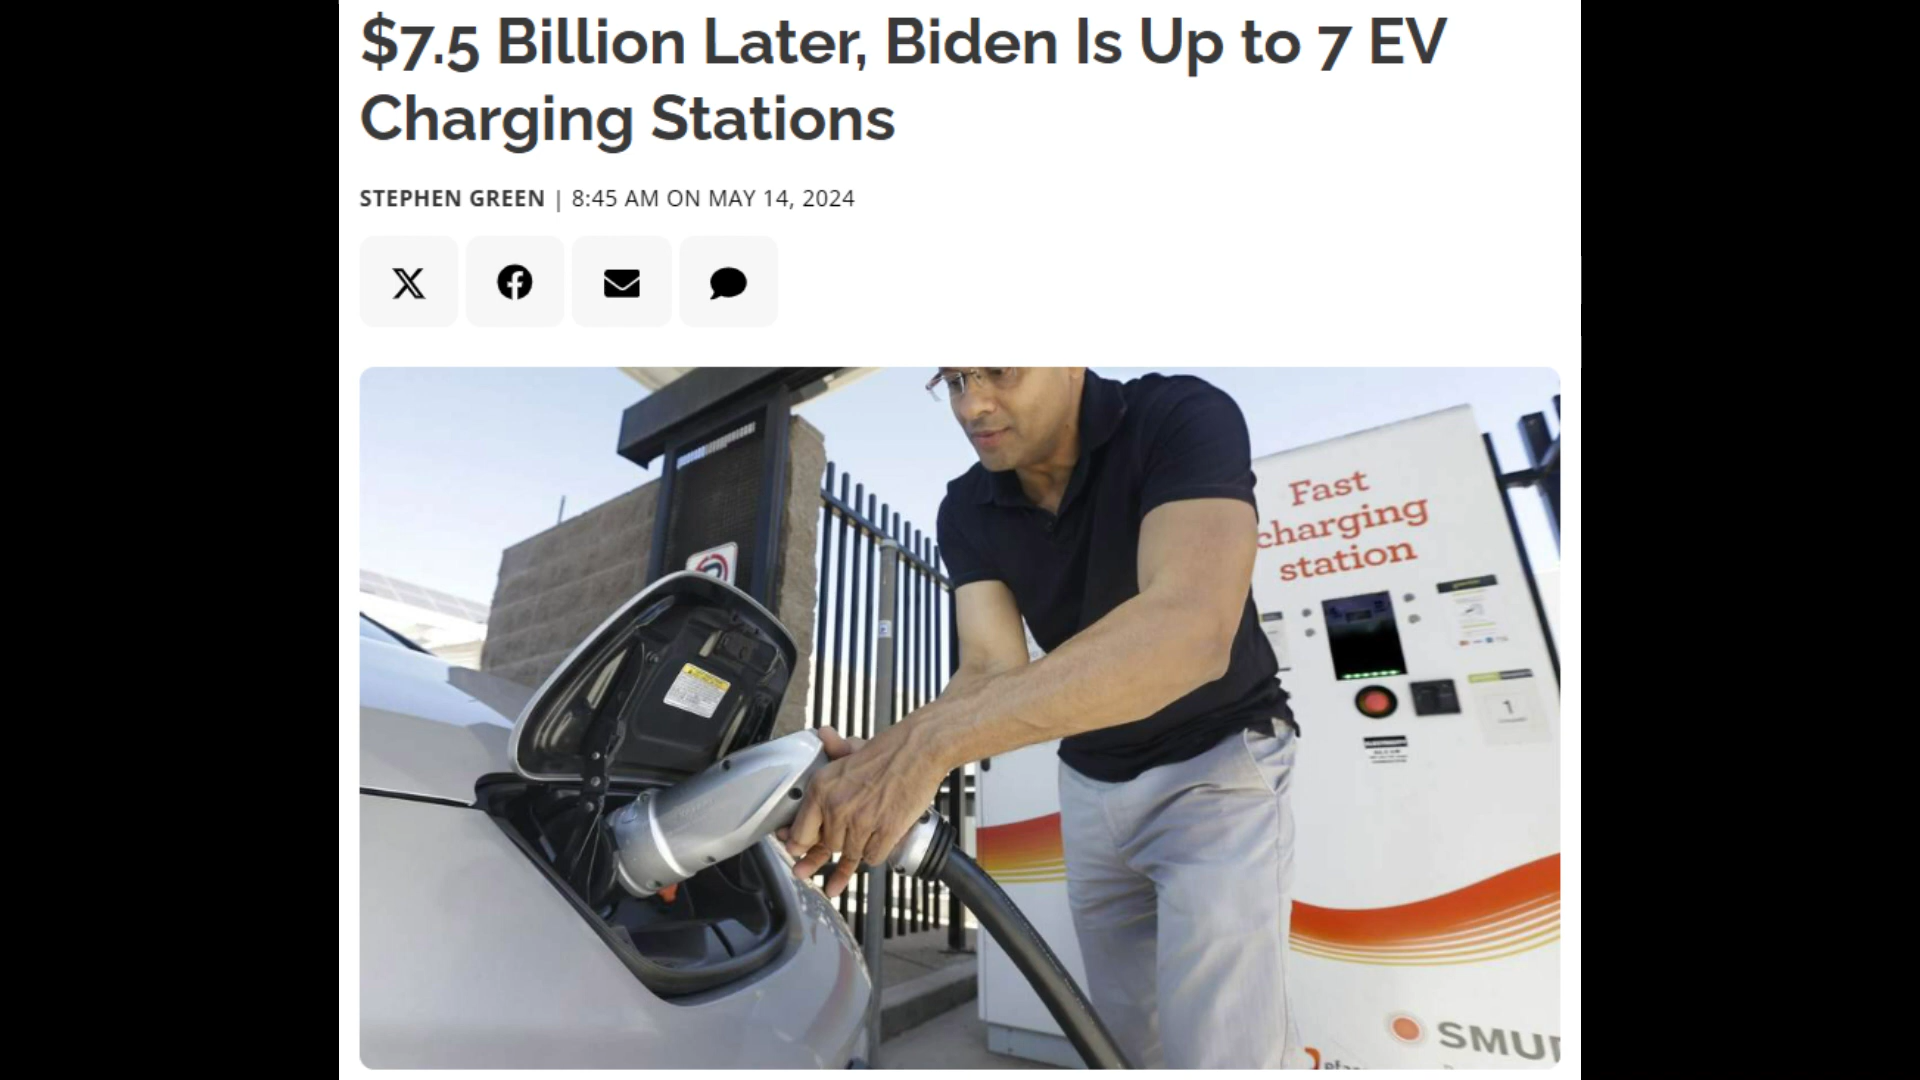 $7.5 Billion Later, Biden Is Up to 7 EV
Charging Stations
STEPHEN GREEN | 8:45 AM ON MAY 14, 2024
Fast
charging
station
1
SMU